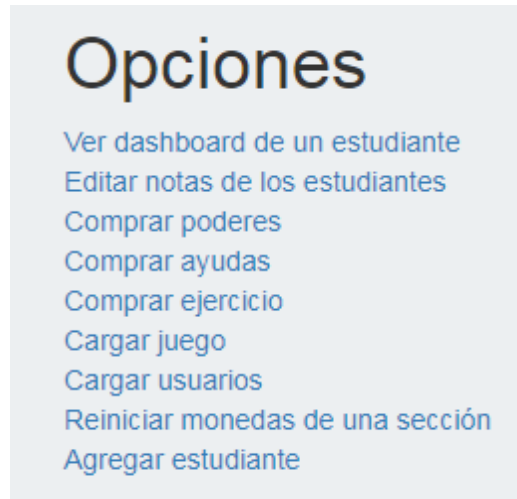 Opciones
Ver dashboard de un estudiante
Editar notas de los estudiantes
Comprar poderes
Comprar ayudas
Comprar ejercicio
Cargar juego
Cargar usuarios
Reiniciar monedas de una sección
Agregar estudiante